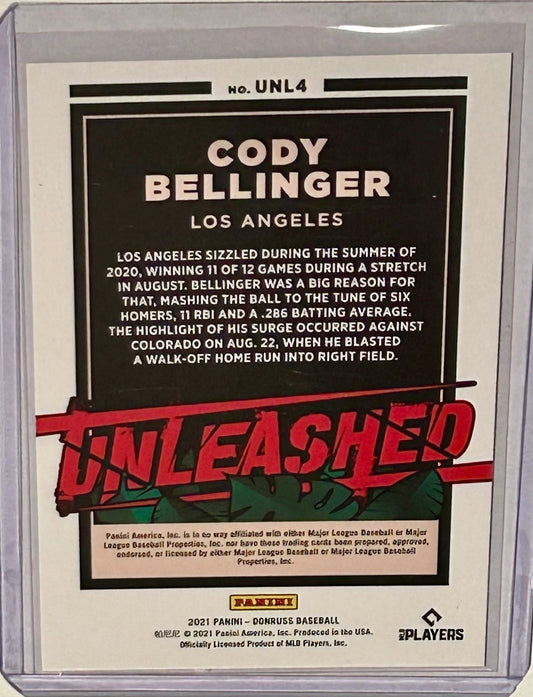 NO. UNL4
CODY
BELLINGER
LOS ANGELES
LOS ANGELES SIZZLED DURING THE SUMMER OF
2020, WINNING 11 OF 12 GAMES DURING A STRETCH
IN AUGUST. BELLINGER WAS A BIG REASON FOR
THAT, MASHING THE BALL TO THE TUNE OF SIX
HOMERS, 11 RBI AND A .286 BATTING AVERAGE.
THE HIGHLIGHT OF HIS SURGE OCCURRED AGAINST
COLORADO ON AUG. 22, WHEN HE BLASTED
A WALK-OFF HOME RUN INTO RIGHT FIELD.
UNLEASHED
Panini America, Inc. is in no way affiliated with either Major League Baseball or Major
League Baseball Properties, Inc. nor have these trading cards been prepared, approved,
endorsed, or licensed by either Major League Baseball or Major League Baseball
Properties, Inc.
PANINI
2021 PANINI – DONRUSS BASEBALL
© 2021 Panini America, Inc. Produced in the USA.
Officially Licensed Product of MLB Players, Inc.
MLB PLAYERS